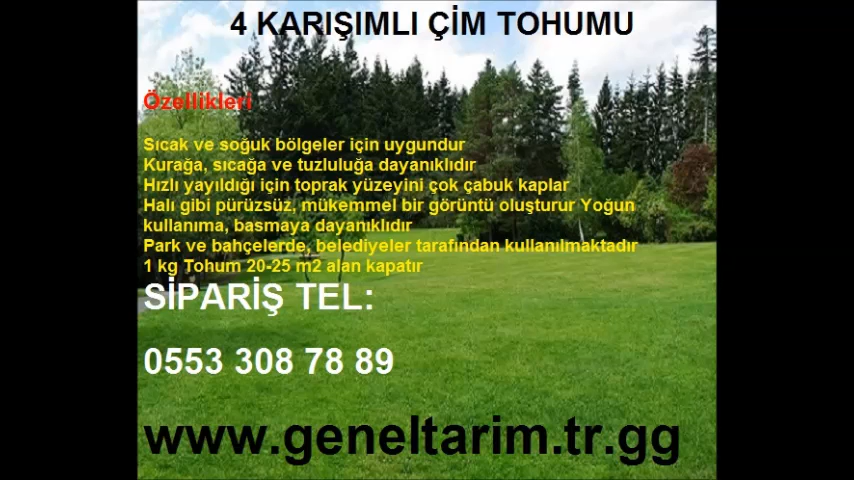 4 KARIŞIMLI ÇİM TOHUMU
Özellikleri
Sıcak ve soğuk bölgeler için uygundur
Kurağa, sıcağa ve tuzluluğa dayanıklıdır
Hızlı yayıldığı için toprak yüzeyini çok çabuk kaplar
Halı gibi pürüzsüz, mükemmel bir görüntü oluşturur Yoğun
kullanıma, basmaya dayanıklıdır
Park ve bahçelerde, belediyeler tarafından kullanılmaktadır
1 kg Tohum 20-25 m2 alan kapatır
SİPARİŞ TEL:
0553 308 78 89
www.geneltarim.tr.gg